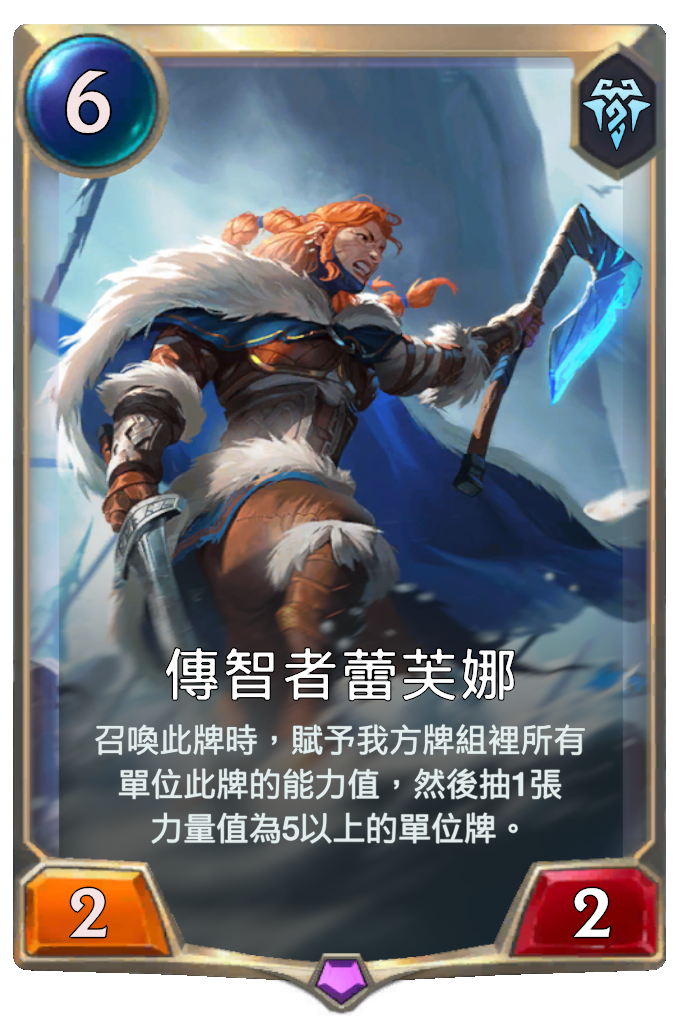 6
傳智者蕾芙娜
召喚此牌時，賦予我方牌組裡所有
單位此牌的能力值，然後抽1張
力量值為5以上的單位牌。
2
2